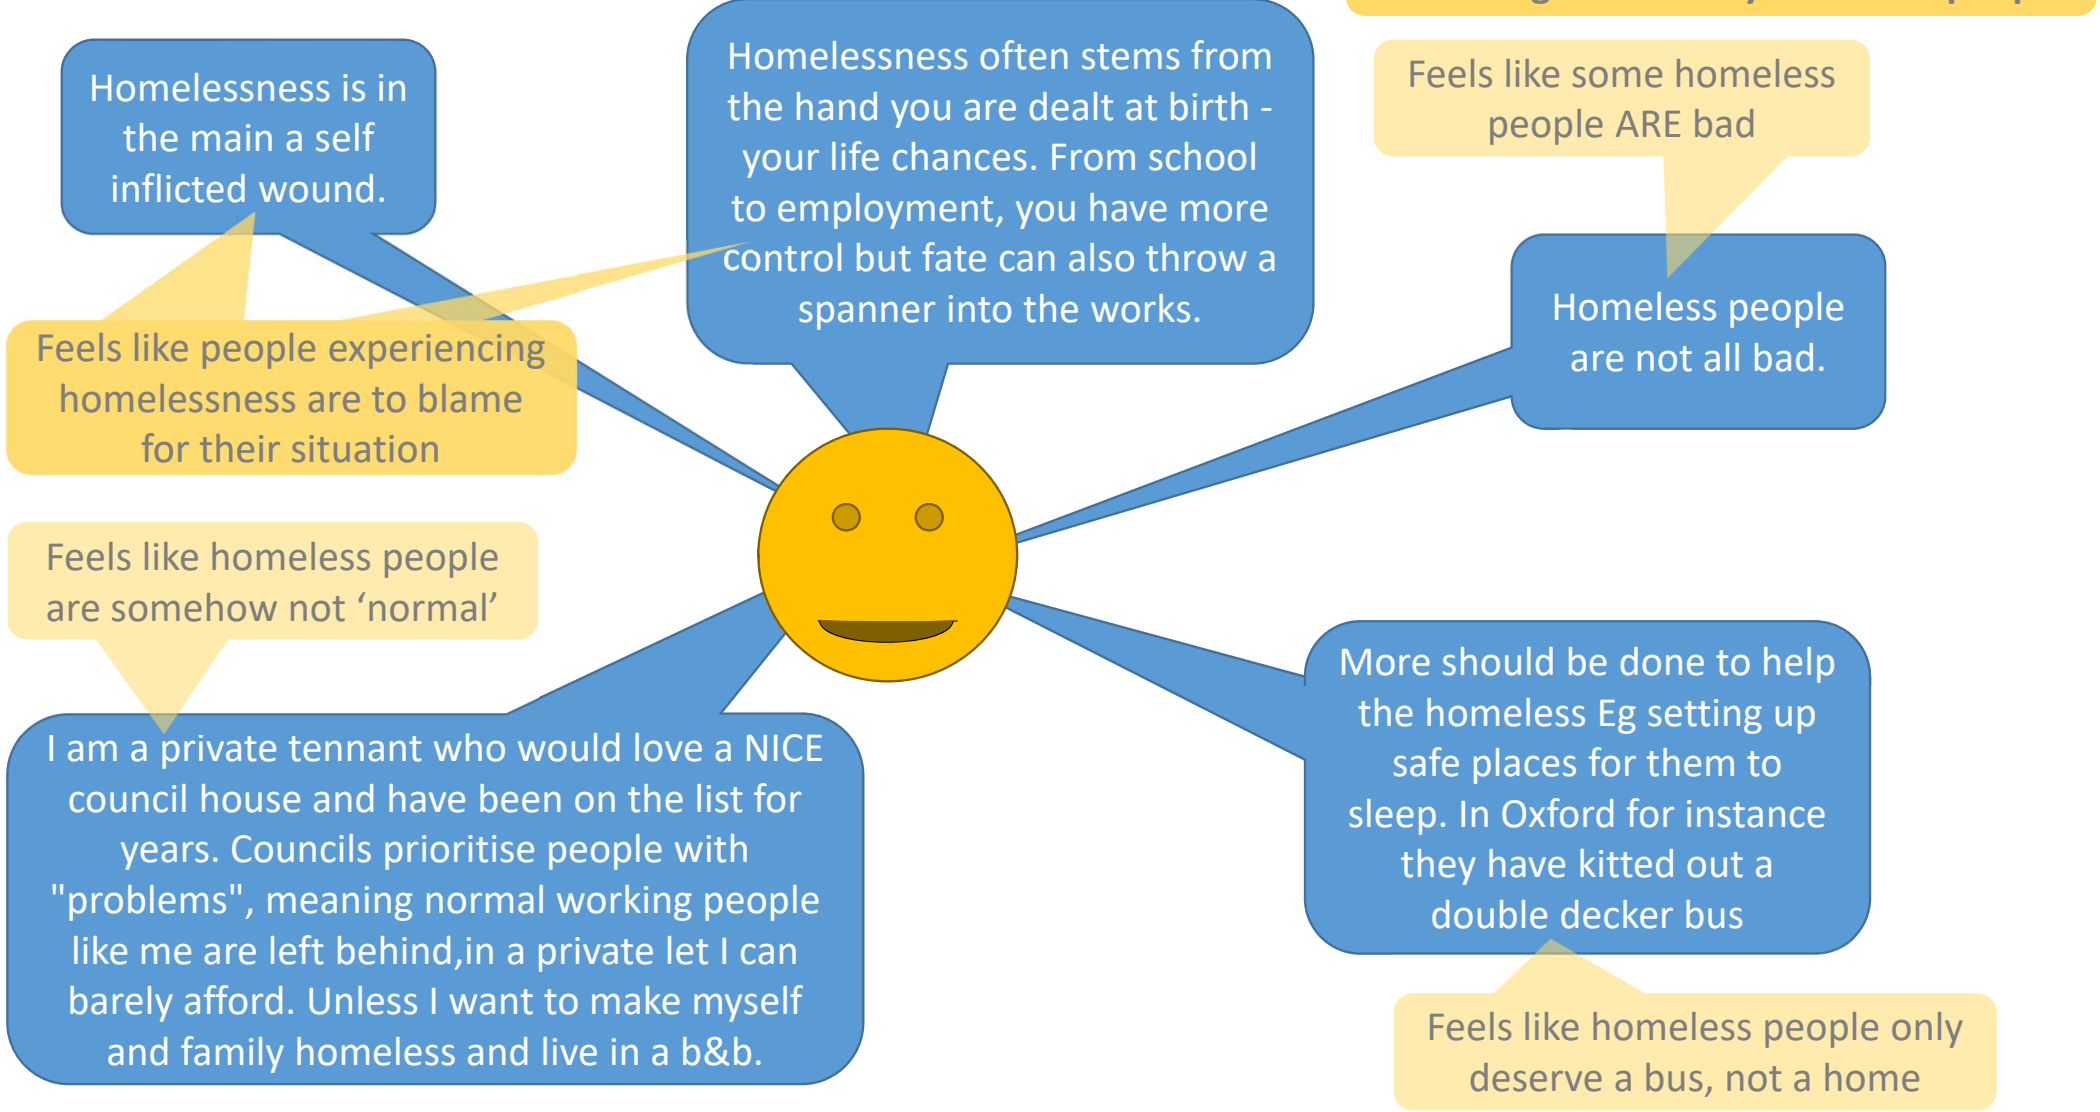 Homelessness is in
the main a self
inflicted wound.
Homelessness often stems from
the hand you are dealt at birth -
your life chances. From school
to employment, you have more
control but fate can also throw a
spanner into the works.
Feels like some homeless
people ARE bad
Homeless people
are not all bad.
Feels like people experiencing
homelessness are to blame
for their situation
Feels like homeless people
are somehow not ‘normal’
I am a private tennant who would love a NICE
council house and have been on the list for
years. Councils prioritise people with
"problems", meaning normal working people
like me are left behind,in a private let I can
barely afford. Unless I want to make myself
and family homeless and live in a b&b.
More should be done to help
the homeless Eg setting up
safe places for them to
sleep. In Oxford for instance
they have kitted out a
double decker bus
Feels like homeless people only
deserve a bus, not a home